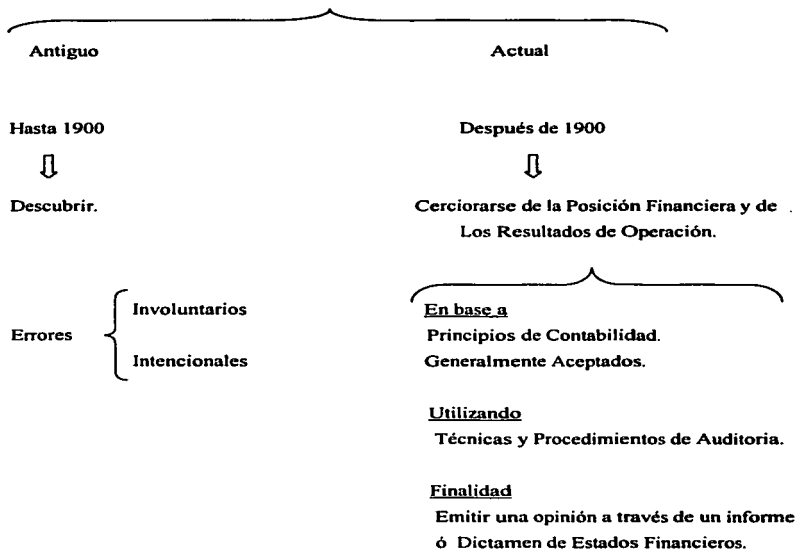 Antiguo
Actual
Hasta 1900
Después de 1900
Descubrir.
Cerciorarse de la Posición Financiera y de .
Los Resultados de Operación.
Errores
Involuntarios
Intencionales
En base a
Principios de Contabilidad.
Generalmente Aceptados.
Utilizando
Técnicas y Procedimientos de Auditoria.
Finalidad
Emitir una opinión a través de un informe
ó Dictamen de Estados Financieros.